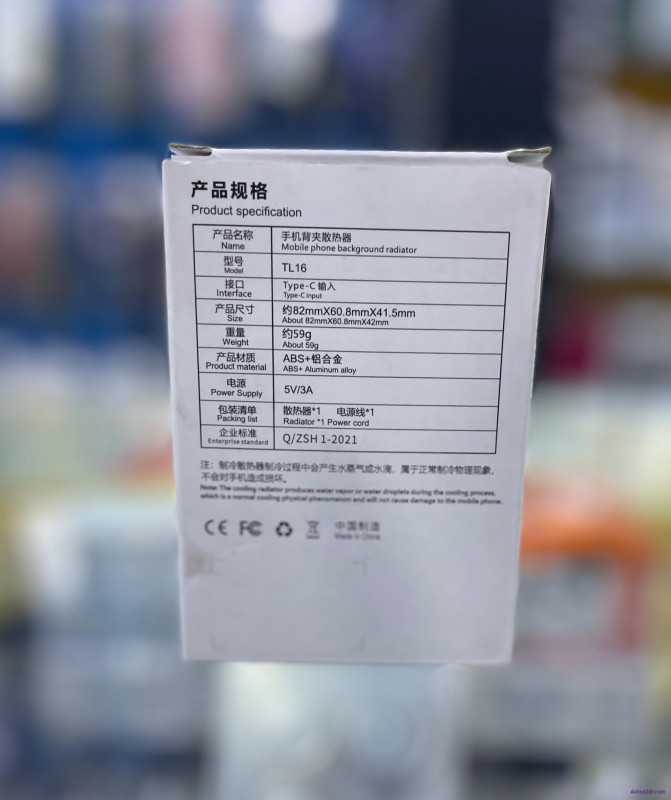 产品规格
Product specification
产品名称
Name
手机背夹散热器
Mobile phone background radiator
型号
Model
TL16
接口
Interface
Type-C 输入
Type-C input
产品尺寸
Size
约82mmX60.8mmX41.5mm
About 82mmX60.8mmX42mm
重量
Weight
约59g
About 59g
产品材质
Product material
ABS+铝合金
ABS+ Aluminum alloy
电源
Power Supply
5V/3A
包装清单
Packing list
散热器*1 电源线*1
Radiator *1 Power cord
企业标准
Enterprise standard
Q/ZSH 1-2021
注：制冷散热器制冷过程中会产生水蒸气或水滴，属于正常制冷物理现象，
不会对手机造成损坏。
Note: The cooling radiator produces water vapor or water droplets during the cooling process,
which is a normal cooling physical phenomenon and will not cause damage to the mobile phone.
CE FC
中国制造
Made in China
Ashya2al.com